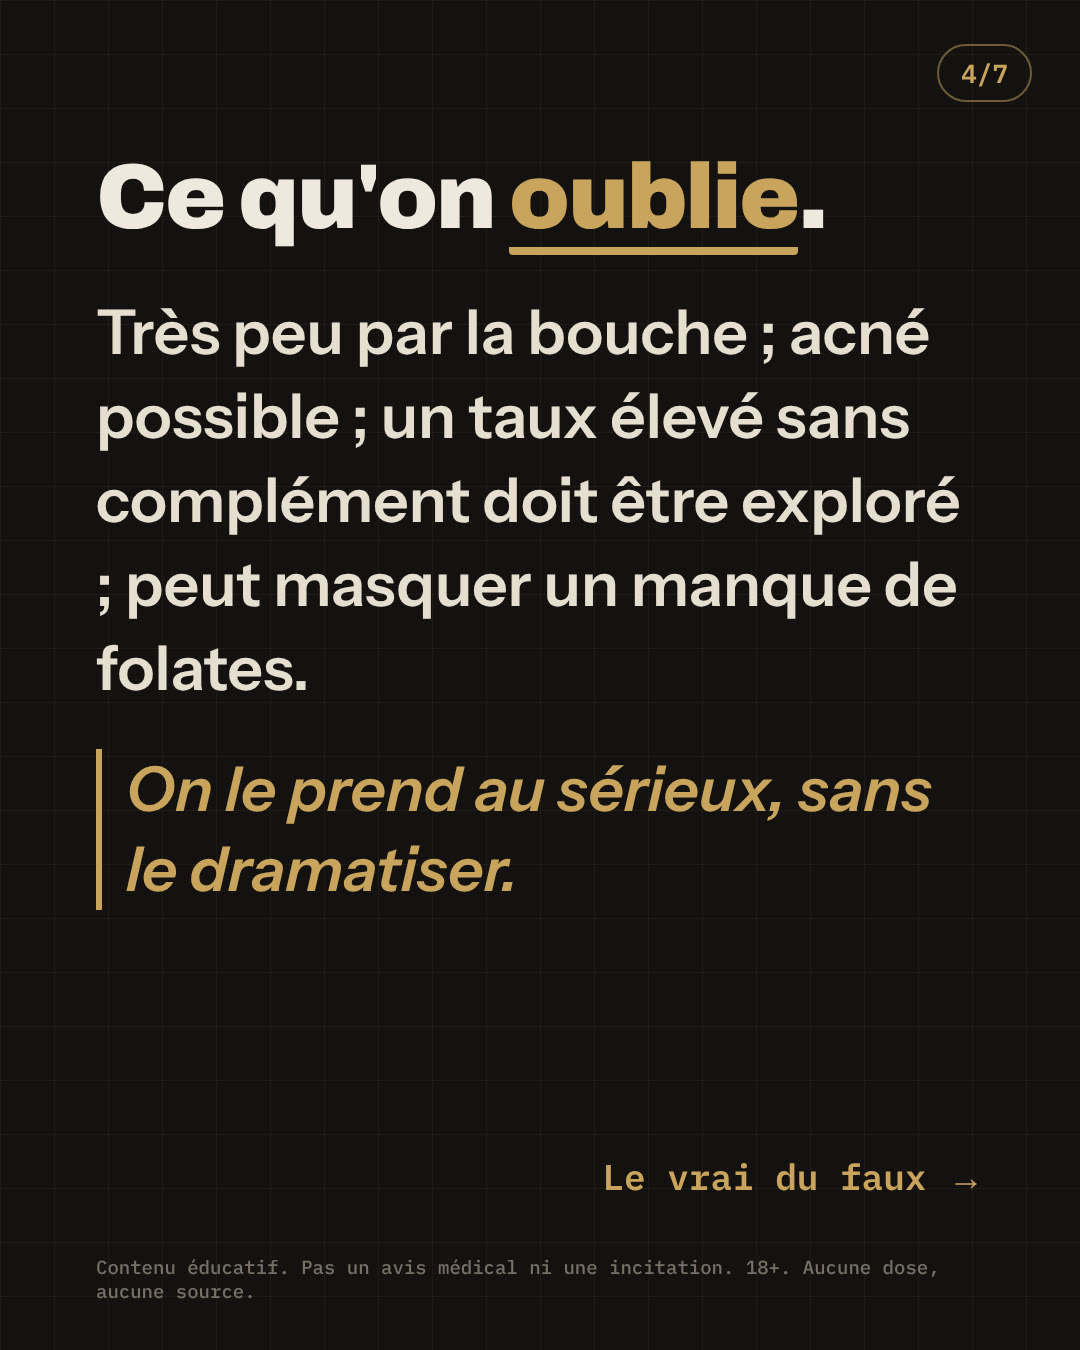 4/7
Ce qu'on oublie.
Très peu par la bouche ; acné
possible ; un taux élevé sans
complément doit être exploré
; peut masquer un manque de
folates.
On le prend au sérieux, sans
le dramatiser.
Le vrai du faux →
Contenu éducatif. Pas un avis médical ni une incitation. 18+. Aucune dose,
aucune source.